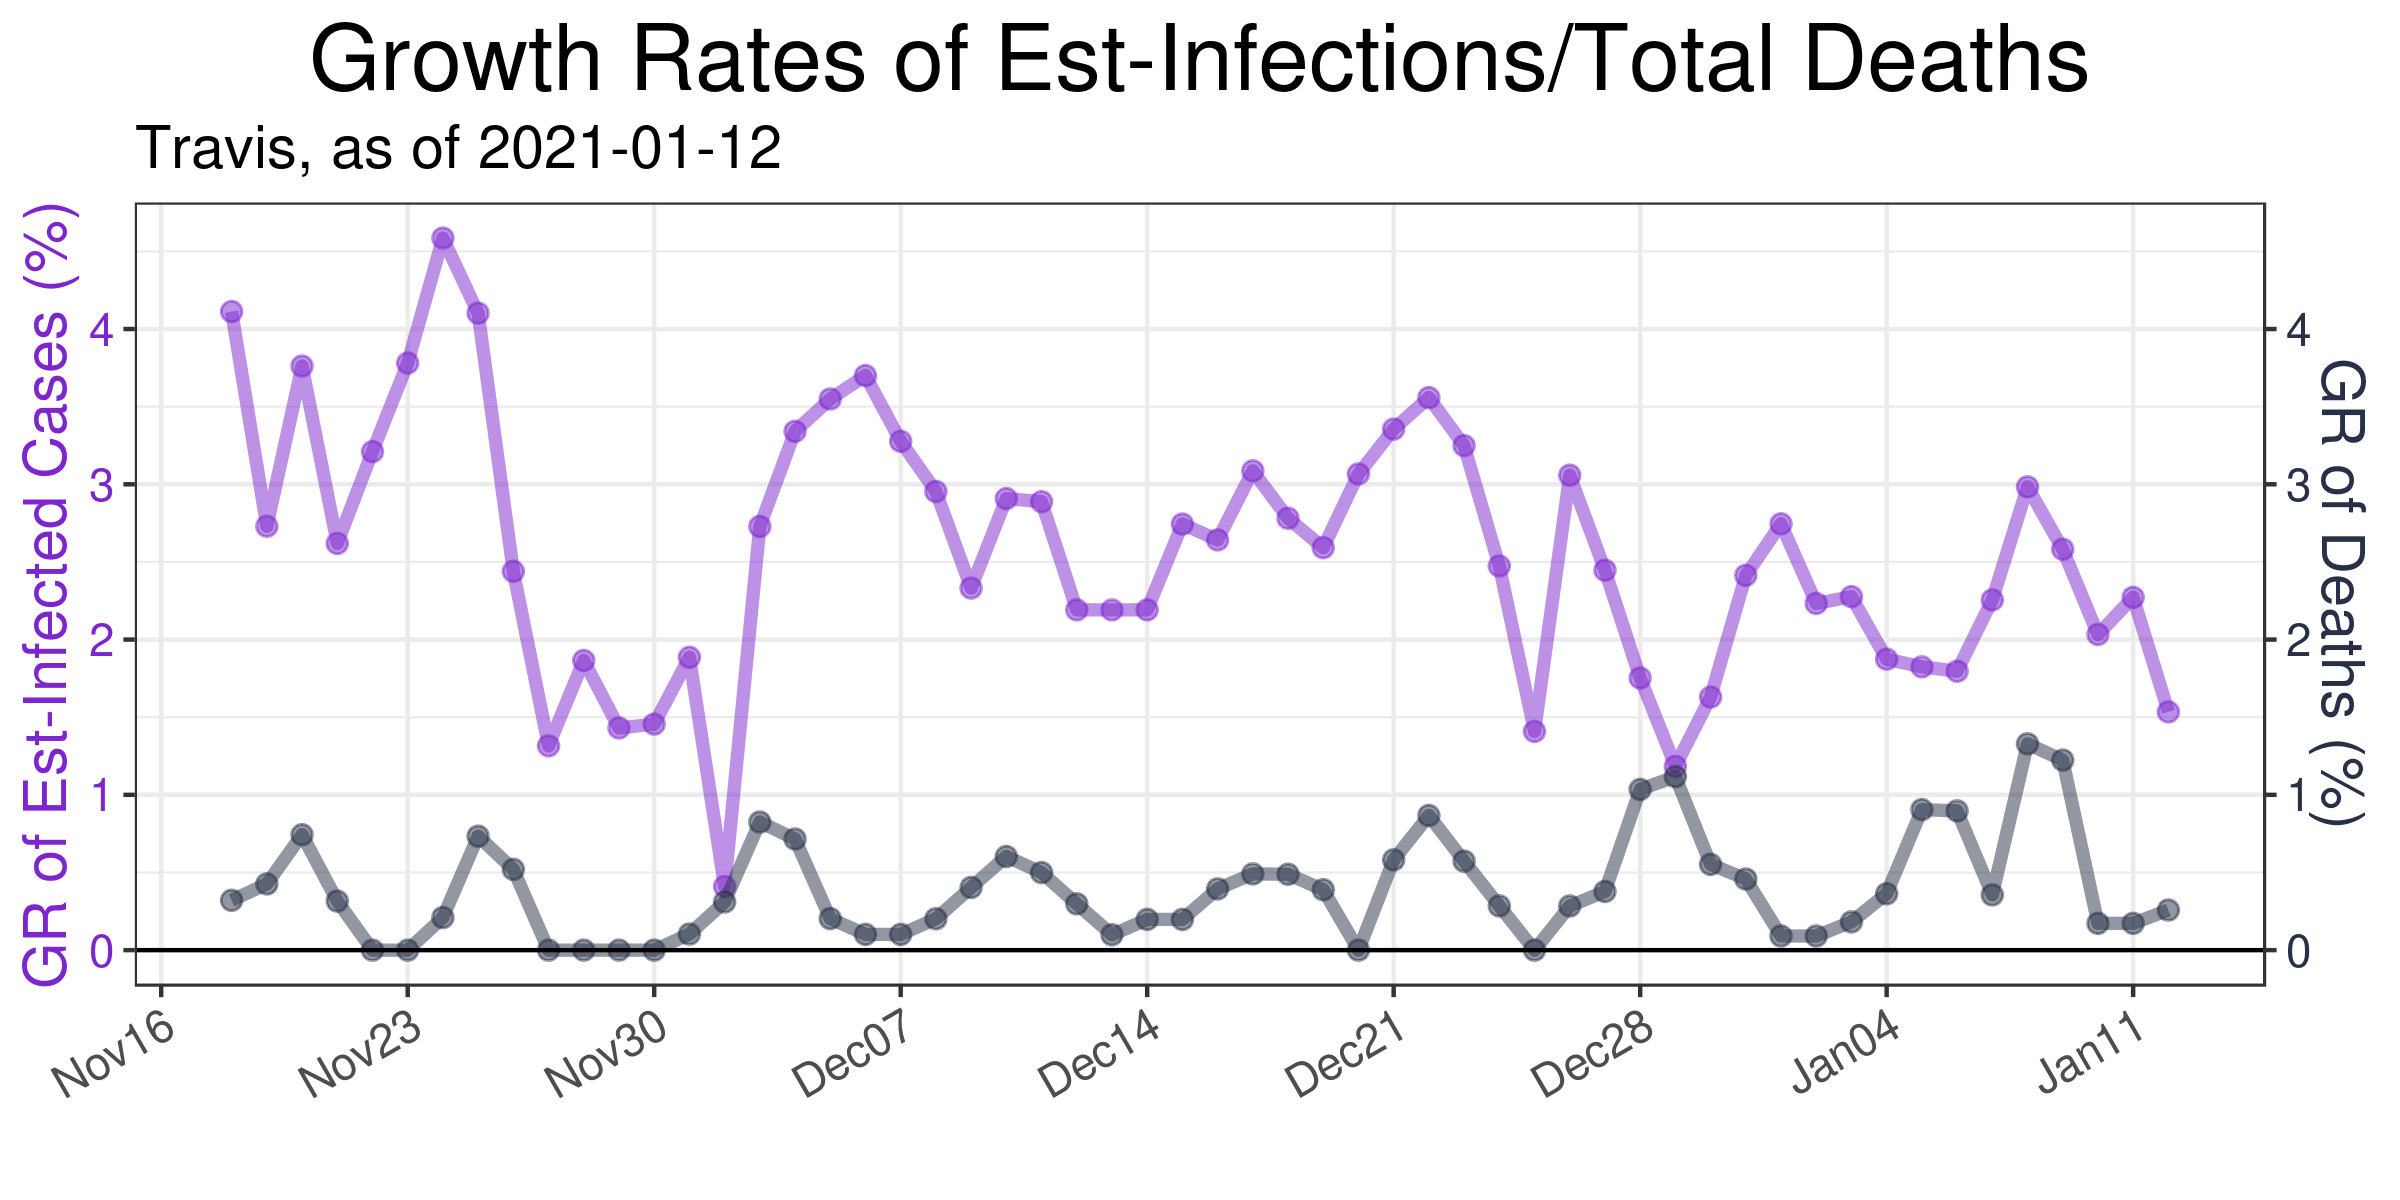 Growth Rates of Est-Infections/Total Deaths
Travis, as of 2021-01-12
GR of Est-Infected Cases (%)
4
3
2
1
0
4
3
2
1
0
GR of Deaths (%)
Nov16
Nov23
Nov30
Dec07
Dec14
Dec21
Dec28
Jan04
Jan11